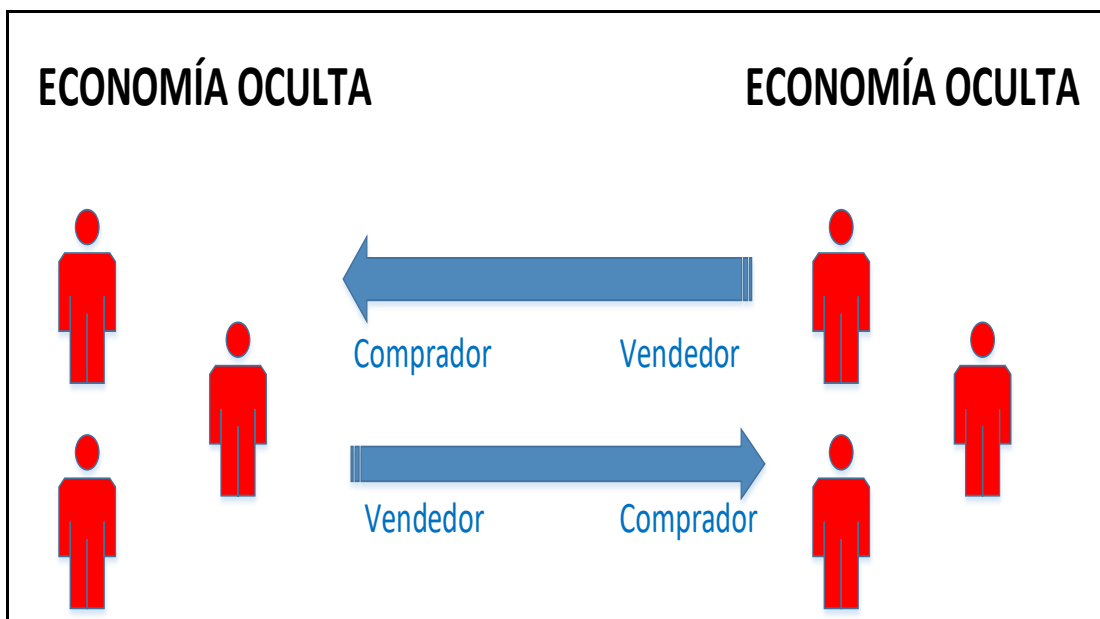 ECONOMÍA OCULTA
ECONOMÍA OCULTA
Comprador
Vendedor
Vendedor
Comprador